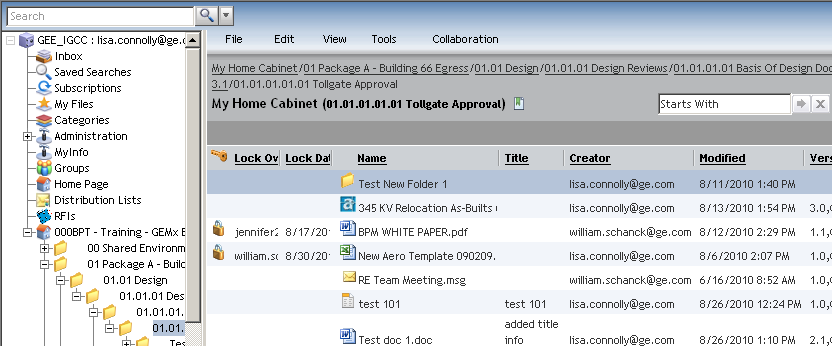 Search
GEE_IGCC : lisa.connolly@ge.c
Inbox
Saved Searches
Subscriptions
My Files
Categories
Administration
MyInfo
Groups
Home Page
Distribution Lists
RFIs
000BPT - Training - GEMx E
00 Shared Environm
01 Package A - Builc
01.01 Design
01.01.01 Des
01.01.
01.01.
Te
File Edit View Tools Collaboration
My Home Cabinet/01 Package A - Building 66 Egress/01.01 Design/01.01.01 Design Reviews/01.01.01.01 Basis Of Design Doc
3.1/01.01.01.01.01 Tollgate Approval
My Home Cabinet (01.01.01.01.01 Tollgate Approval)
Starts With
Lock Ov Lock Dat Name Title Creator Modified Vers
Test New Folder 1 lisa.connolly@ge.com 8/11/2010 1:40 PM
345 KV Relocation As-Builts lisa.connolly@ge.com 8/13/2010 1:54 PM 3.0,
jennifer2 8/17/20 BPM WHITE PAPER.pdf william.schanck@ge.com 8/12/2010 2:29 PM 1.1,
william.sc 8/30/20 New Aero Template 090209. lisa.connolly@ge.com 8/6/2010 2:07 PM 1.0,
RE Team Meeting.msg william.schanck@ge.com 6/16/2010 8:52 AM 1.0,
test 101 test 101 lisa.connolly@ge.com 8/26/2010 12:24 PM 1.0,
Test doc 1.doc added title lisa.connolly@ge.com 8/26/2010 1:10 PM 2.1,
info